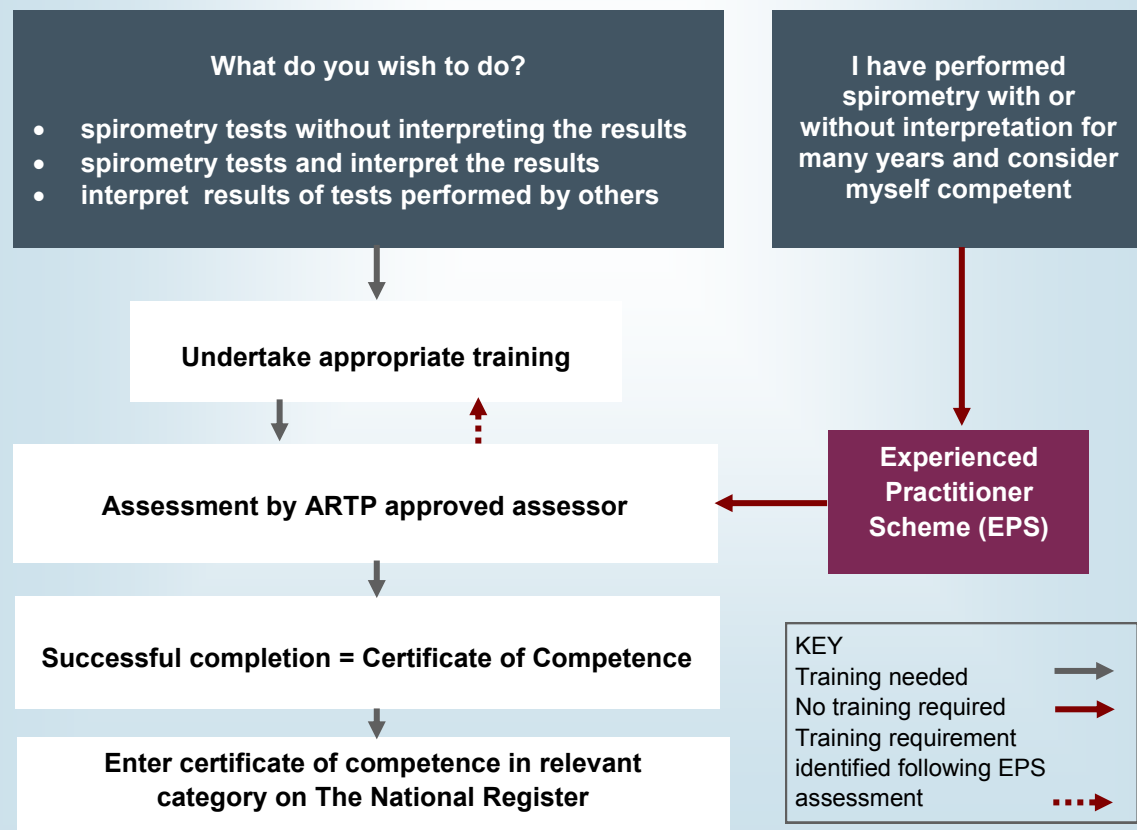 What do you wish to do?
• spirometry tests without interpreting the results
• spirometry tests and interpret the results
• interpret results of tests performed by others
I have performed
spirometry with or
without interpretation for
many years and consider
myself competent
Undertake appropriate training
Assessment by ARTP approved assessor
Experienced
Practitioner
Scheme (EPS)
Successful completion = Certificate of Competence
Enter certificate of competence in relevant
category on The National Register
KEY
Training needed
No training required
Training requirement
identified following EPS
assessment